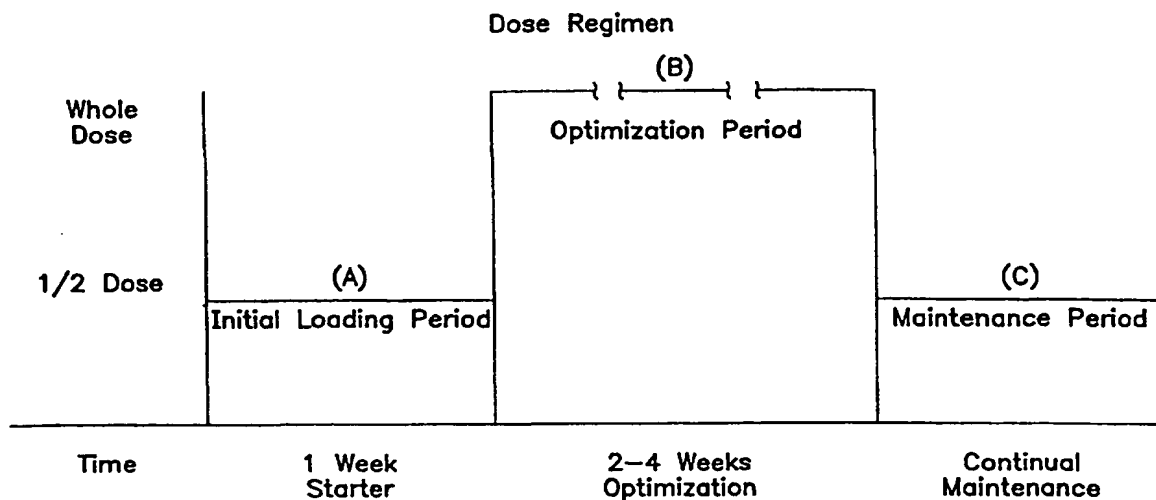 Dose Regimen
(B)
Whole
Dose
Optimization Period
1/2 Dose
(A)
(C)
Initial Loading Period
Maintenance Period
Time
1 Week
Starter
2-4 Weeks
Optimization
Continual
Maintenance